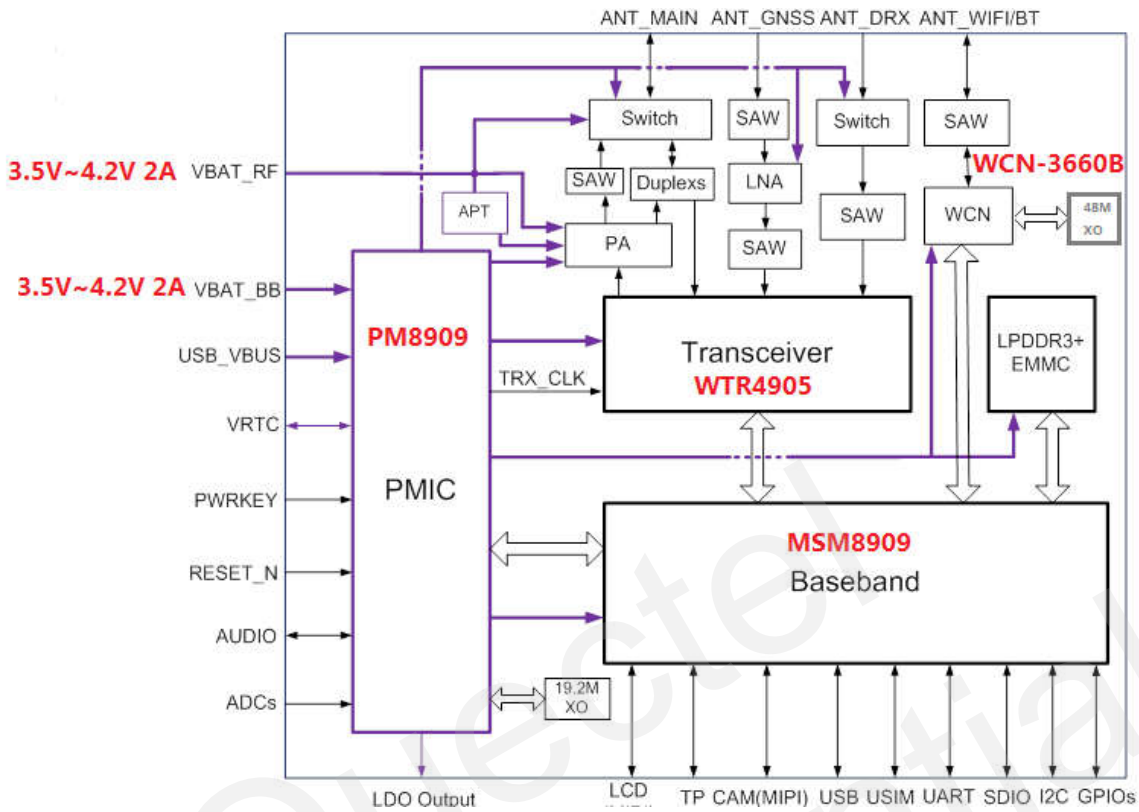 ANT_MAIN ANT_GNSS ANT_DRX ANT_WIFI/BT
Switch
SAW
Switch
SAW
3.5V~4.2V 2A VBAT_RF
WCN-3660B
SAW
Duplexs
LNA
APT
SAW
WCN
48M
XO
PA
SAW
3.5V~4.2V 2A VBAT_BB
PM8909
USB_VBUS
Transceiver
WTR4905
LPDDR3+
EMMC
TRX_CLK
VRTC
PMIC
PWRKEY
MSM8909
Baseband
RESET_N
AUDIO
ADCs
19.2M
XO
LDO Output
LCD
TP CAM(MIPI) USB USIM UART SDIO I2C GPIOs
Quectel